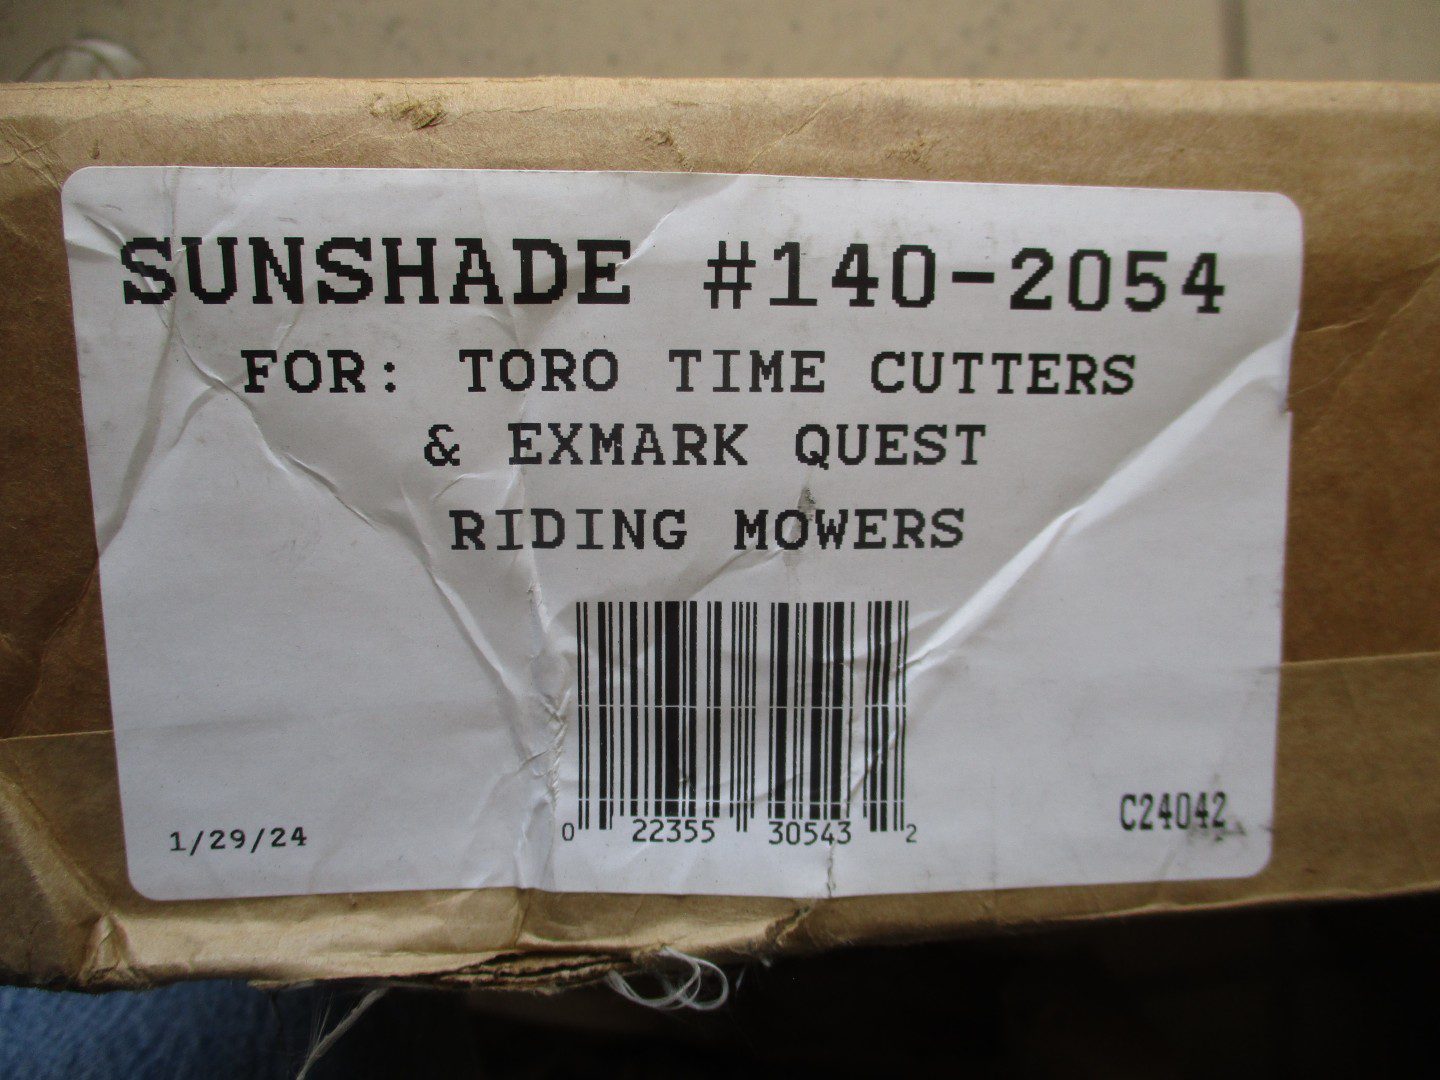 SUNSHADE #140-2054
FOR: TORO TIME CUTTERS
& EXMARK QUEST
RIDING MOWERS
1/29/24
0 22355 30543 2
C24042